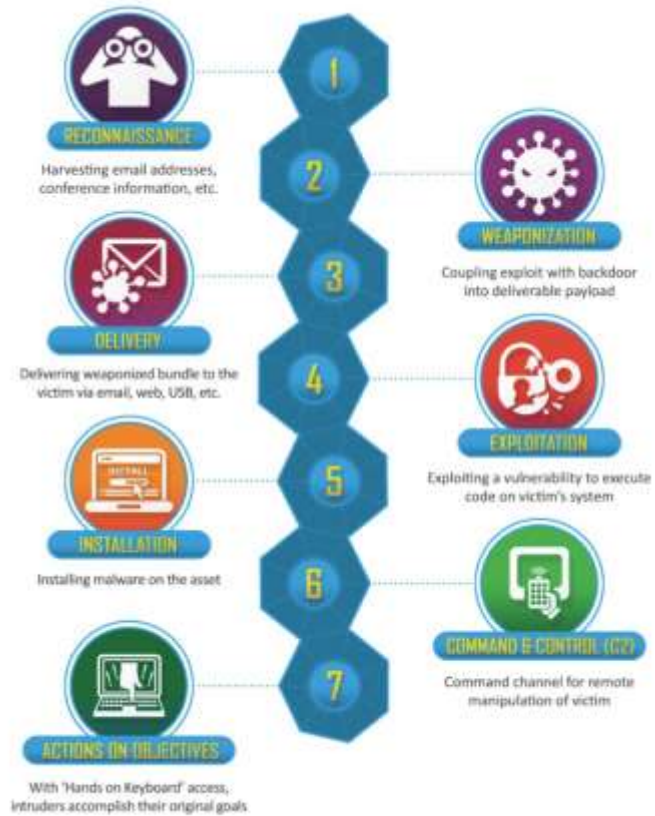 1
RECONNAISSANCE
Harvesting email addresses,
conference information, etc.
2
WEAPONIZATION
Coupling exploit with backdoor
into deliverable payload
3
DELIVERY
Delivering weaponized bundle to the
victim via email, web, USB, etc.
4
EXPLOITATION
Exploiting a vulnerability to execute
code on victim's system
5
INSTALL
INSTALLATION
Installing malware on the asset
6
COMMAND & CONTROL (C2)
Command channel for remote
manipulation of victim
7
ACTIONS ON OBJECTIVES
With 'Hands on Keyboard' access,
intruders accomplish their original goals